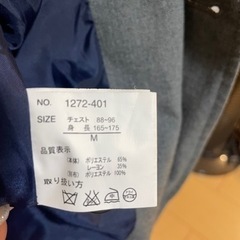 NO. 1272-401
SIZE チェスト 88-96
身長 165-175
M
品質表示
(本体) ポリエステル 65%
レーヨン 35%
(別布) ポリエステル 100%
取り扱い方